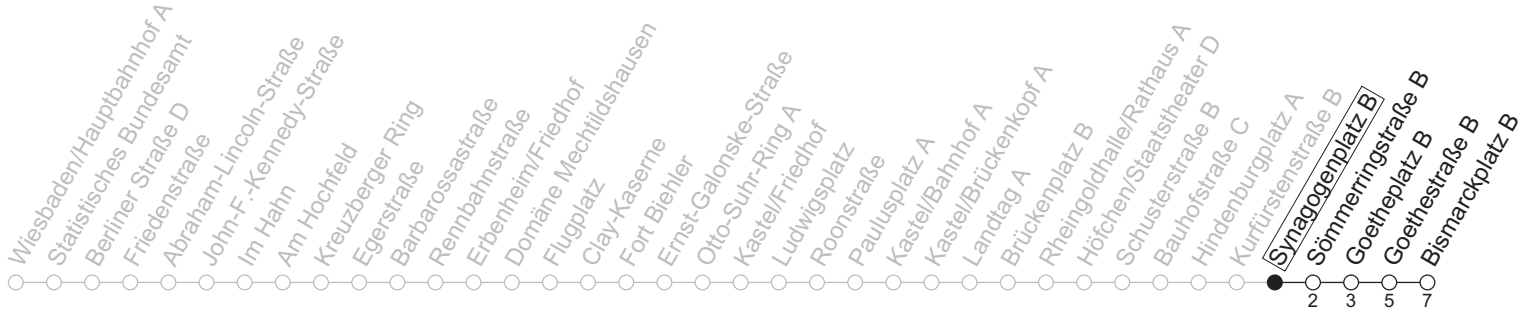 Wiesbaden/Hauptbahnhof A
Statistisches Bundesamt
Berliner Straße D
Friedenstraße
Abraham-Lincoln-Straße
John-F.-Kennedy-Straße
Im Hahn
Am Hochfeld
Kreuzberger Ring
Egerstraße
Barbarossastraße
Rennbahnstraße
Erbenheim/Friedhof
Domäne Mechtildshausen
Flugplatz
Clay-Kaserne
Fort Biehler
Ernst-Galonske-Straße
Otto-Suhr-Ring A
Kastel/Friedhof
Ludwigsplatz
Roonstraße
Paulusplatz A
Kastel/Bahnhof A
Kastel/Brückenkopf A
Landtag A
Brückenplatz B
Rheingoldhalle/Rathaus A
Höfchen/Staatstheater D
Schusterstraße B
Bauhofstraße C
Hindenburgplatz A
Kurfürstenstraße B
Synagogenplatz B
Sömmerringstraße B
Goetheplatz B
Goethestraße B
Bismarckplatz B
2 3 5 7